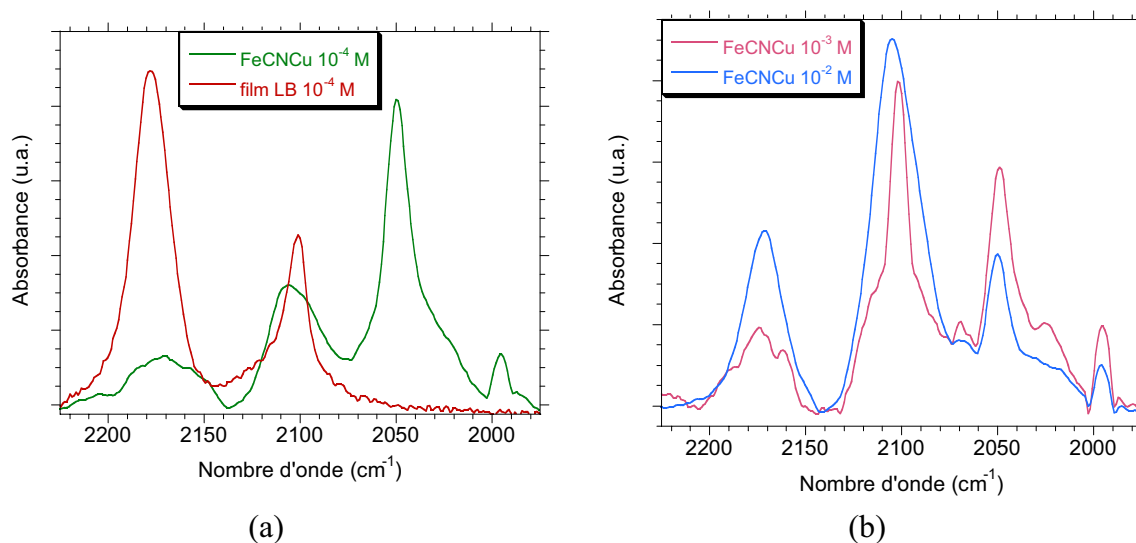 FeCNCu 10⁻⁴ M
film LB 10⁻⁴ M
Absorbance (u.a.)
2200 2150 2100 2050 2000
Nombre d'onde (cm⁻¹)
(a)
FeCNCu 10⁻³ M
FeCNCu 10⁻² M
Absorbance (u.a.)
2200 2150 2100 2050 2000
Nombre d'onde (cm⁻¹)
(b)